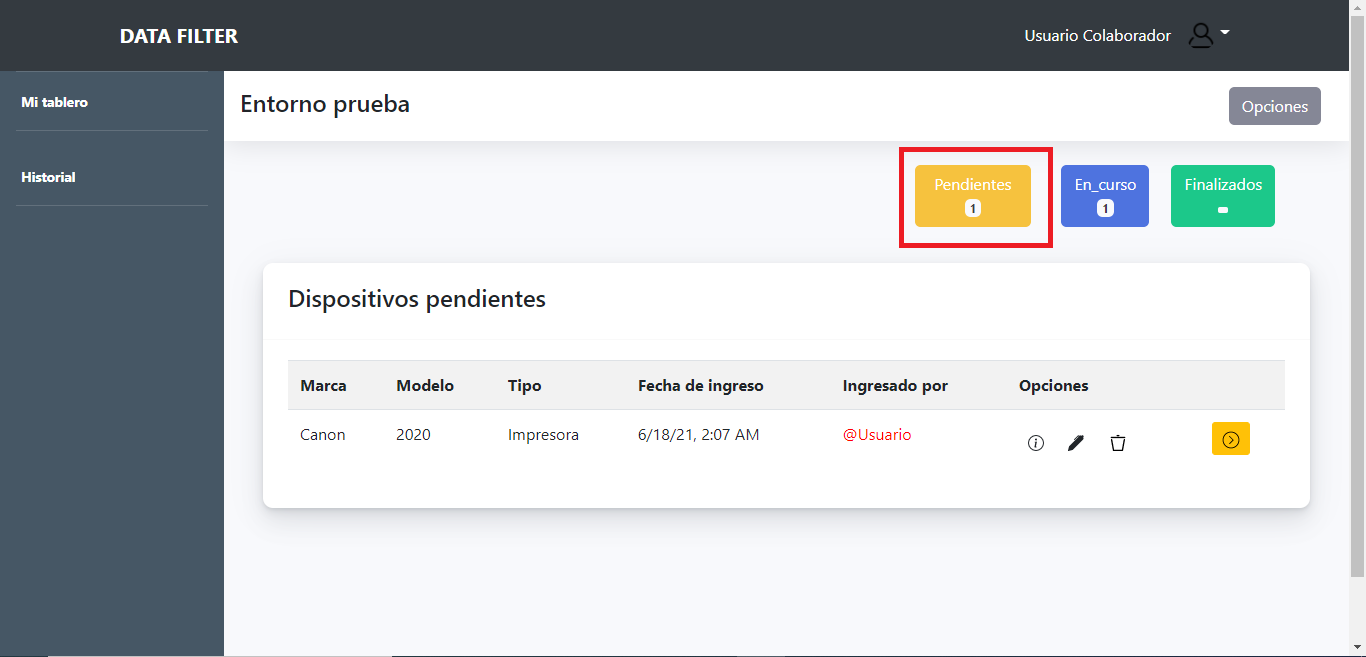 DATA FILTER
Usuario Colaborador
Mi tablero
Historial
Entorno prueba
Opciones
Pendientes
1
En_curso
1
Finalizados
Dispositivos pendientes
Marca Modelo Tipo Fecha de ingreso Ingresado por Opciones
Canon 2020 Impresora 6/18/21, 2:07 AM @Usuario